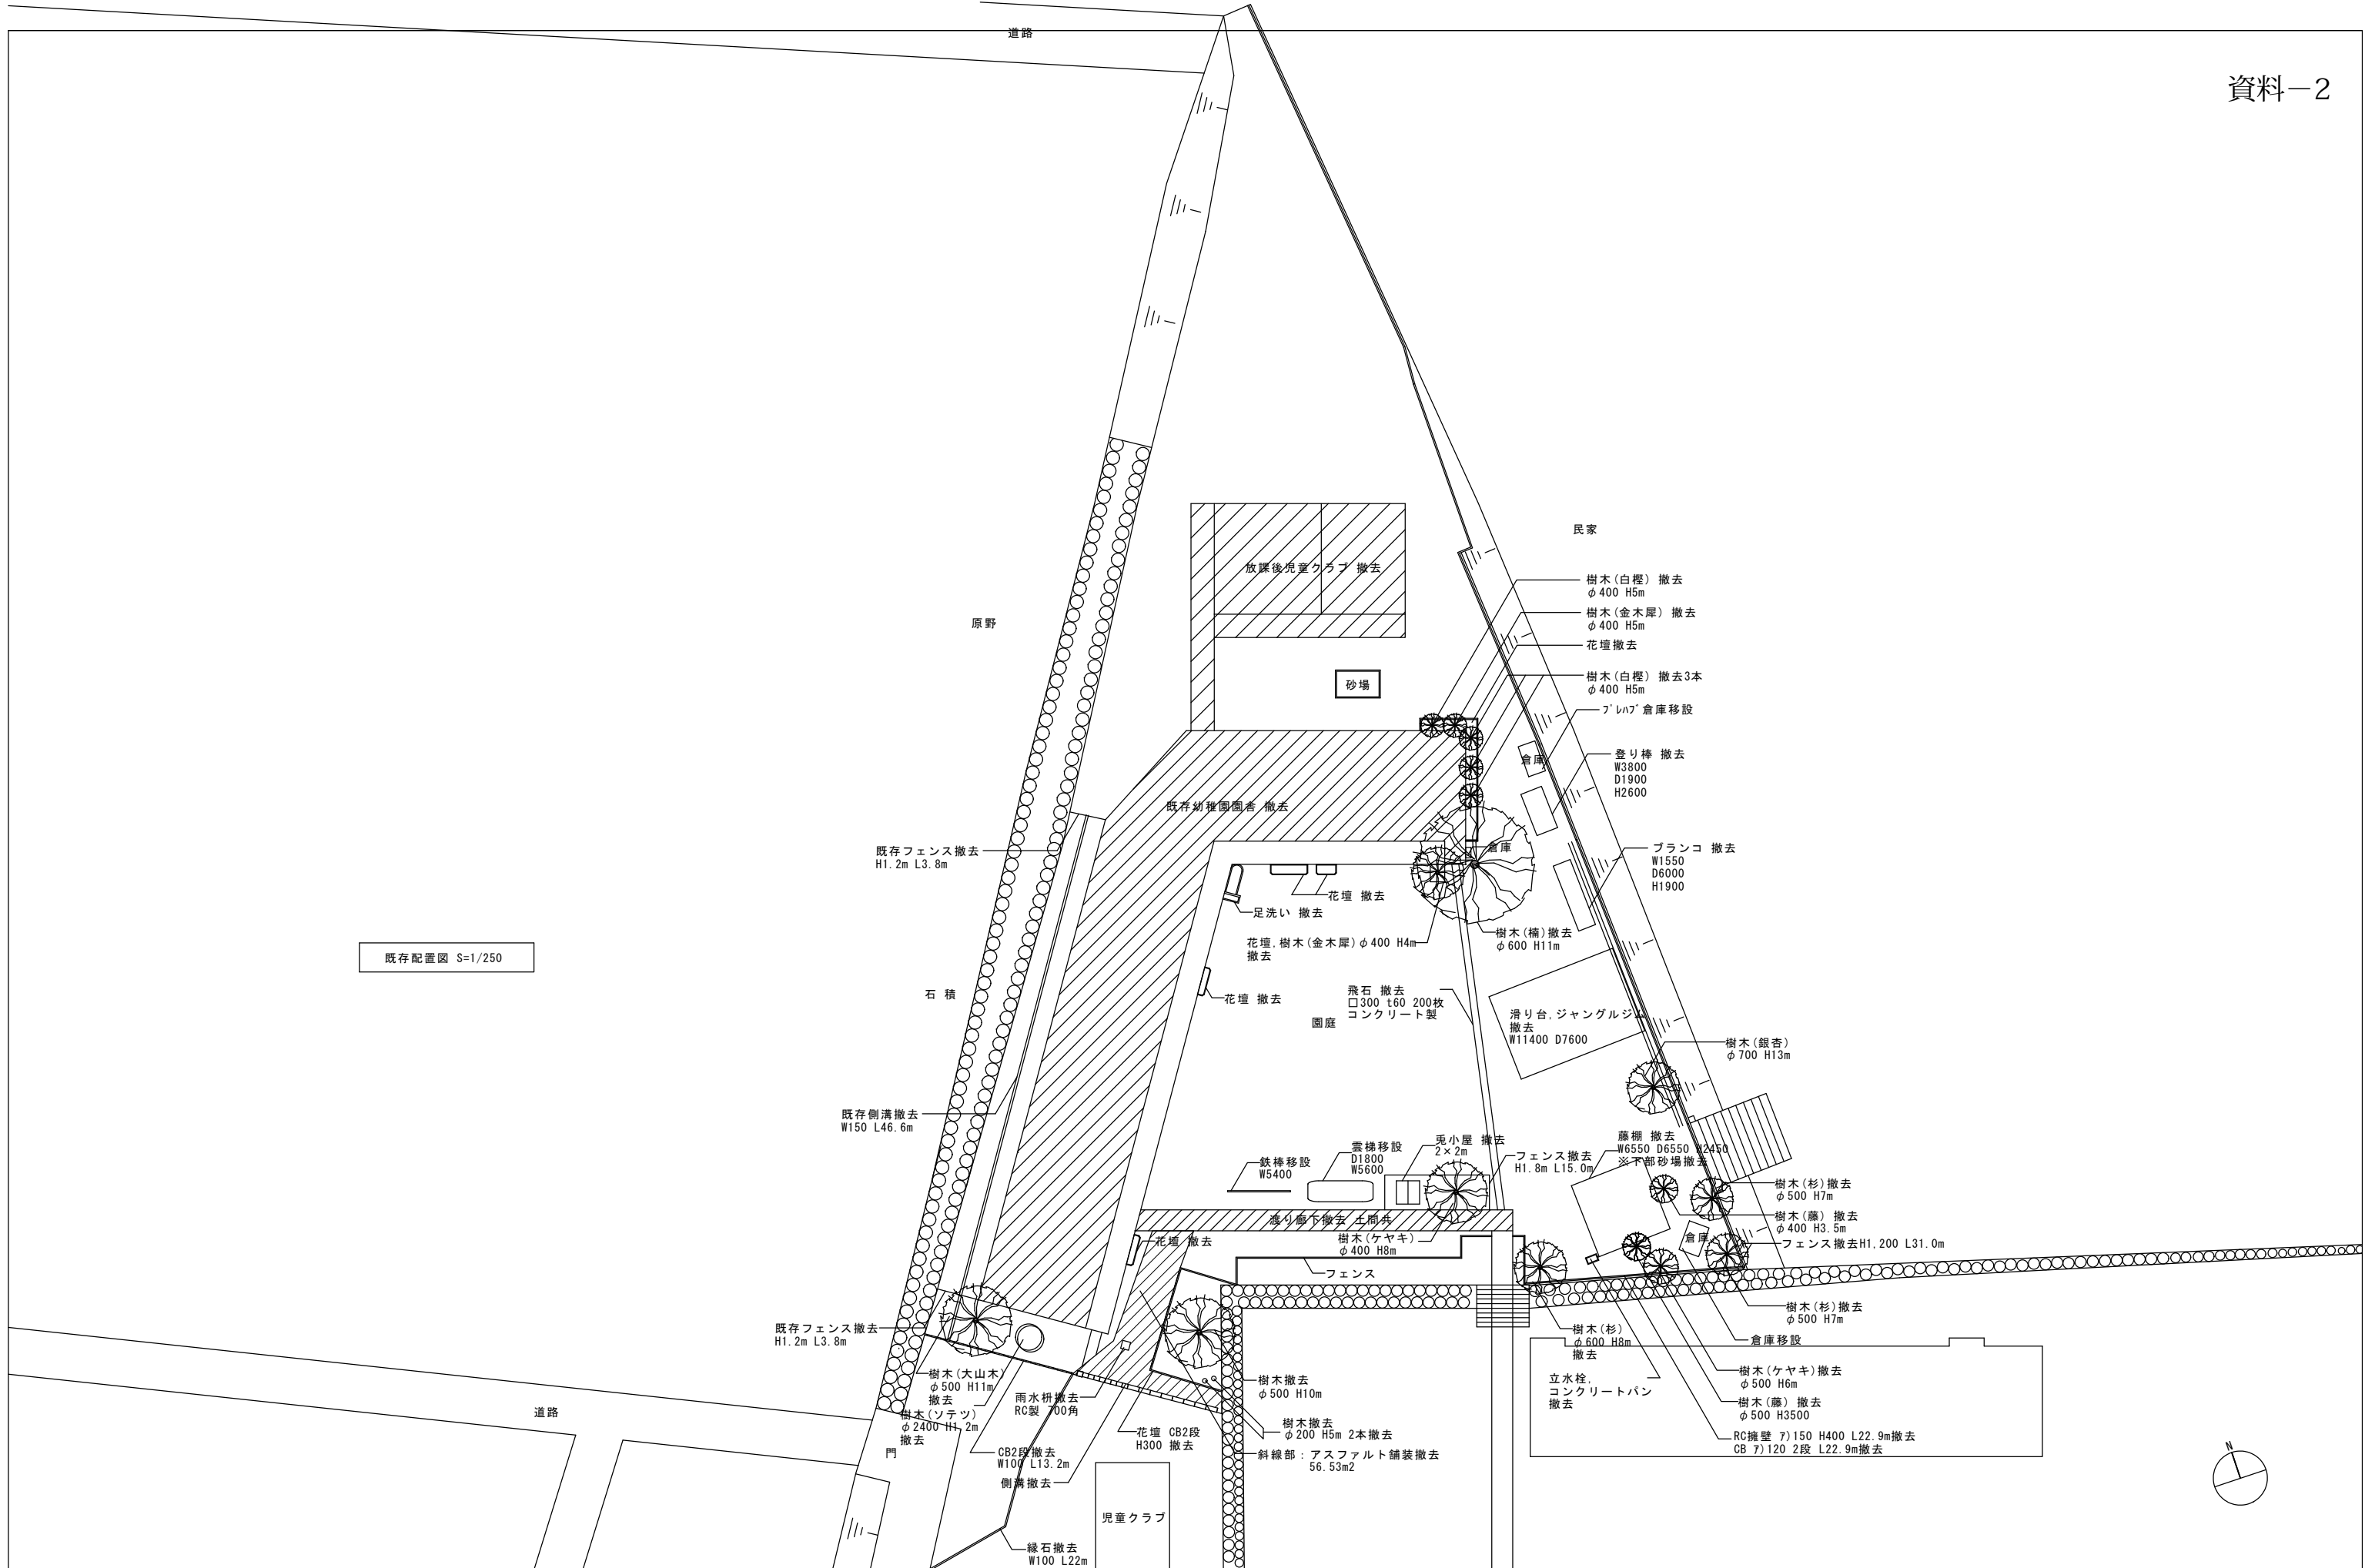 道路
資料－2
民家
放課後児童クラブ 撤去
樹木(白樫) 撤去
φ400 H5m
樹木(金木犀) 撤去
φ400 H5m
原野
花壇撤去
砂場
樹木(白樫) 撤去3本
φ400 H5m
ﾌﾟﾚﾊﾌﾞ倉庫移設
倉庫
登り棒 撤去
W3800
D1900
H2600
既存幼稚園園舎 撤去
既存フェンス撤去
H1.2m L3.8m
倉庫
ブランコ 撤去
W1550
D6000
H1900
花壇 撤去
足洗い 撤去
樹木(楠)撤去
φ600 H11m
花壇,樹木(金木犀)φ400 H4m
撤去
既存配置図 S=1/250
石 積
花壇 撤去
飛石 撤去
□300 t60 200枚
コンクリート製
園庭
滑り台,ジャングルジム
撤去
W11400 D7600
樹木(銀杏)
φ700 H13m
既存側溝撤去
W150 L46.6m
鉄棒移設
W5400
雲梯移設
D1800
W5600
兎小屋 撤去
2×2m
フェンス撤去
H1.8m L15.0m
藤棚 撤去
W6550 D6550 H2450
※下部砂場撤去
樹木(杉)撤去
φ500 H7m
渡り廊下撤去 土間共
樹木(藤) 撤去
φ400 H3.5m
花壇 撤去
樹木(ケヤキ)
φ400 H8m
倉庫
フェンス撤去H1,200 L31.0m
フェンス
樹木(杉)撤去
φ500 H7m
既存フェンス撤去
H1.2m L3.8m
樹木(杉)
φ600 H8m
撤去
倉庫移設
樹木(大山木)
φ500 H11m
撤去
樹木(ソテツ)
φ2400 H1.2m
撤去
雨水枡撤去
RC製 700角
樹木撤去
φ500 H10m
立水栓,
コンクリートパン
撤去
樹木(ケヤキ)撤去
φ500 H6m
樹木(藤) 撤去
φ500 H3500
道路
門
花壇 CB2段
H300 撤去
樹木撤去
φ200 H5m 2本撤去
RC擁壁 ｱ)150 H400 L22.9m撤去
CB ｱ)120 2段 L22.9m撤去
CB2段撤去
W100 L13.2m
斜線部：アスファルト舗装撤去
56.53m2
側溝撤去
N
児童クラブ
縁石撤去
W100 L22m